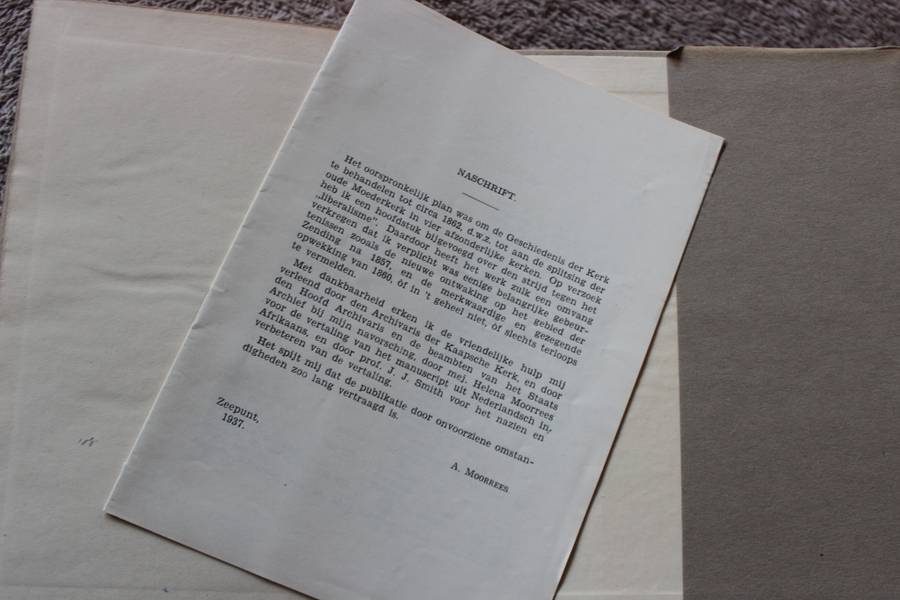 NASCHRIFT.
Het oorspronkelijk plan was om de Geschiedenis der Kerk
te behandelen tot circa 1862, d.w.z. tot aan de splitsing der
oude Moederkerk in vier afzonderlijke kerken. Op verzoek
heb ik een hoofdstuk bijgevoegd over den strijd tegen het
„liberalisme”. Daardoor heeft het werk zulk een omvang
verkregen dat ik verplicht was eenige belangrijke gebeur-
tenissen zooals de nieuwe ontwaking op het gebied der
Zending na 1857, en de merkwaardige en gezegende
opwekking van 1860, òf in 't geheel niet, òf slechts terloops
te vermelden.
Met dankbaarheid erken ik de vriendelijke hulp mij
verleend door den Archivaris der Kaapsche Kerk, en door
den Hoofd Archivaris en de beambten van het Staats
Archief bij mijn navorsching, door mej. Helena Moorrees
voor de vertaling van het manuscript uit Nederlandsch in,
Afrikaans, en door prof. J. J. Smith voor het nazien en
verbeteren van de vertaling.
Het spijt mij dat de publikatie door onvoorziene omstan-
digheden zoo lang vertraagd is.
A. MOORREES
Zeepunt,
1937.